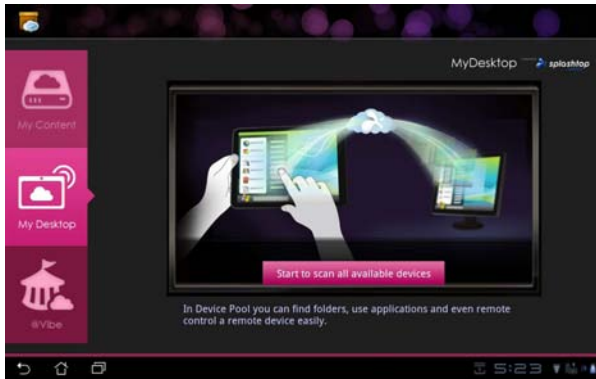 MyDesktop splashtop
My Content
My Desktop
@Vibe
Start to scan all available devices
In Device Pool you can find folders, use applications and even remote
control a remote device easily.
5:23